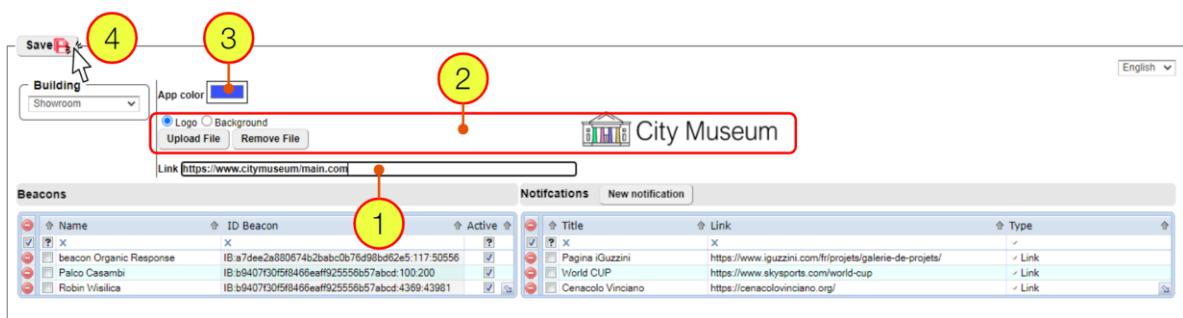 Save
4
3
English
Building
Showroom
App color
2
Logo Background
Upload File Remove File
City Museum
Link https://www.citymuseum/main.com
1
Beacons
Notifcations New notification
Name ID Beacon Active
Title Link Type
? X X ?
? X X
beacon Organic Response IB:a7dee2a880674b2babc0b76d98bd62e5:117:50556
Pagina iGuzzini https://www.iguzzini.com/fr/projets/galerie-de-projets/ Link
Palco Casambi IB:b9407f30f5f8466eaff925556b57abcd:100:200
World CUP https://www.skysports.com/world-cup Link
Robin Wisilica IB:b9407f30f5f8466eaff925556b57abcd:4369:43981
Cenacolo Vinciano https://cenacolovinciano.org/ Link